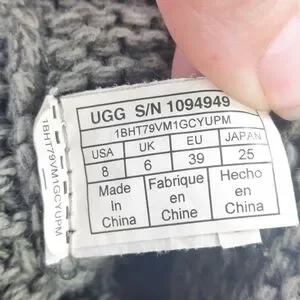 UGG S/N 1094949
1BHT79VM1GCYUPM
USA UK EU JAPAN
8 6 39 25
Made in China
Fabrique en Chine
Hecho en China
1BHT79VM1GCYUPM